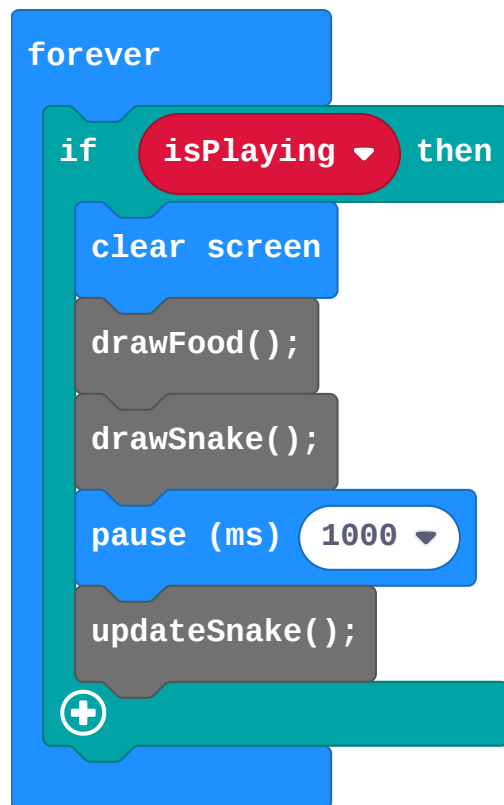 forever
if isPlaying then
clear screen
drawFood();
drawSnake();
pause (ms) 1000
updateSnake();